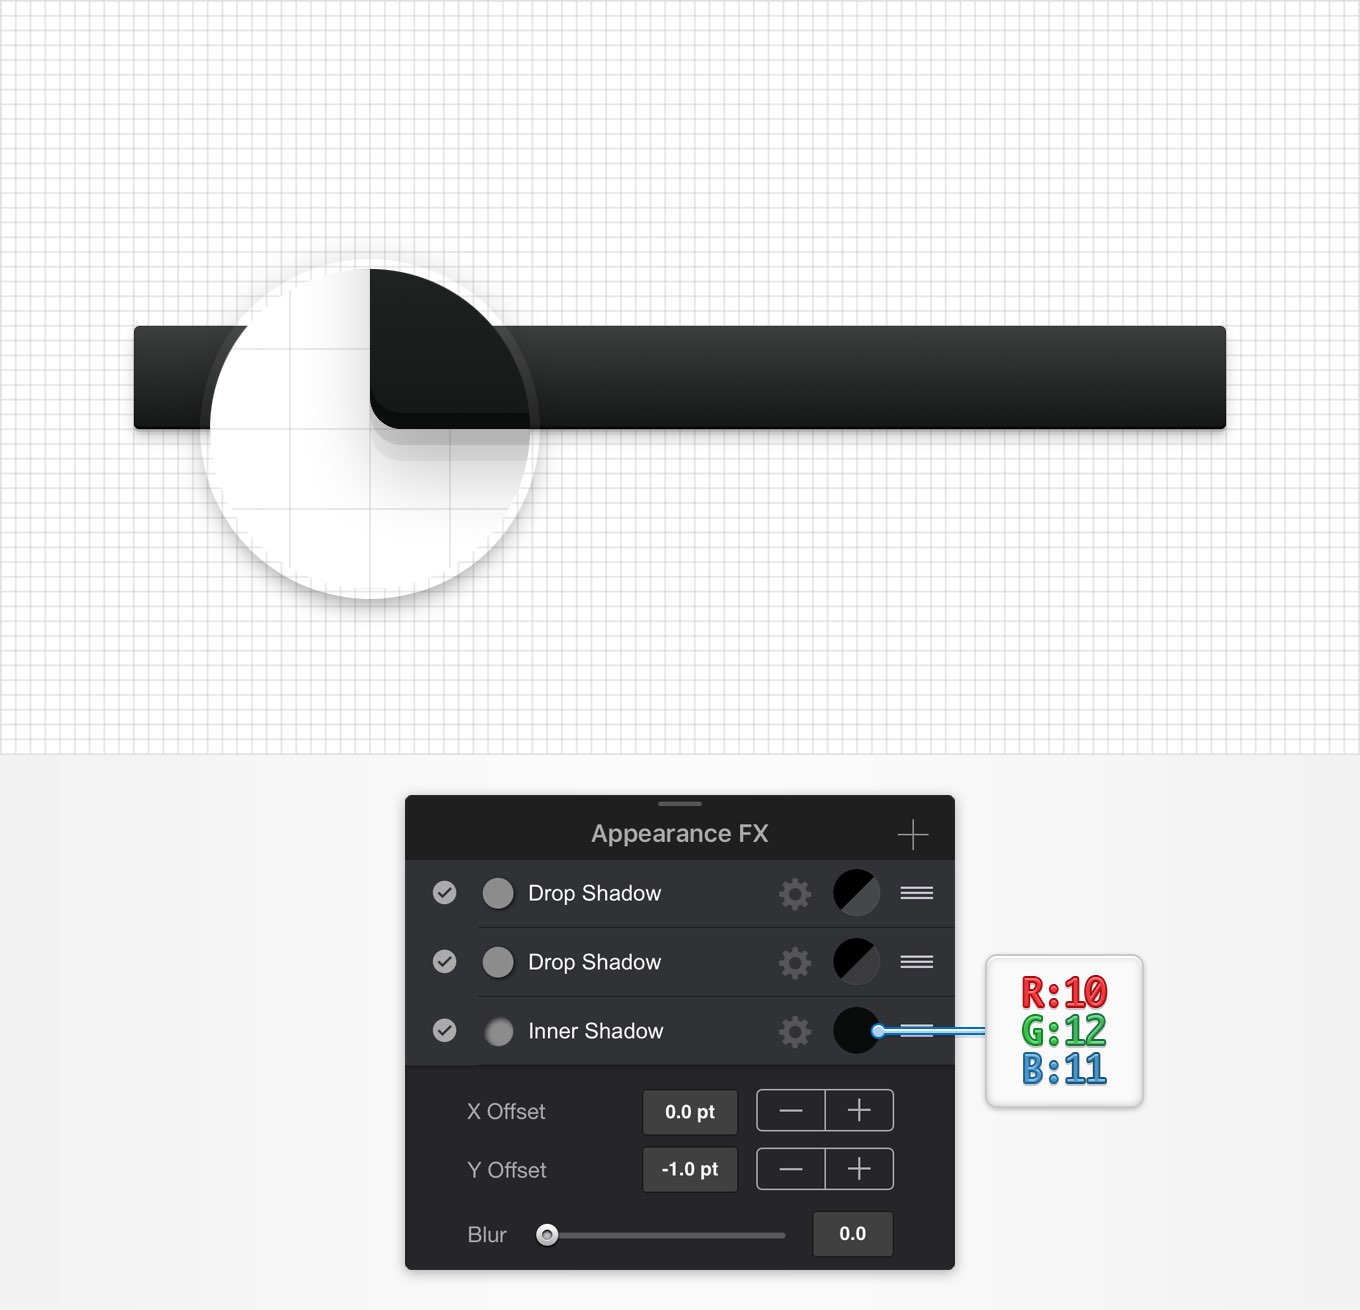 Appearance FX
Drop Shadow
Drop Shadow
Inner Shadow
R:10
G:12
B:11
X Offset 0.0 pt
Y Offset -1.0 pt
Blur 0.0